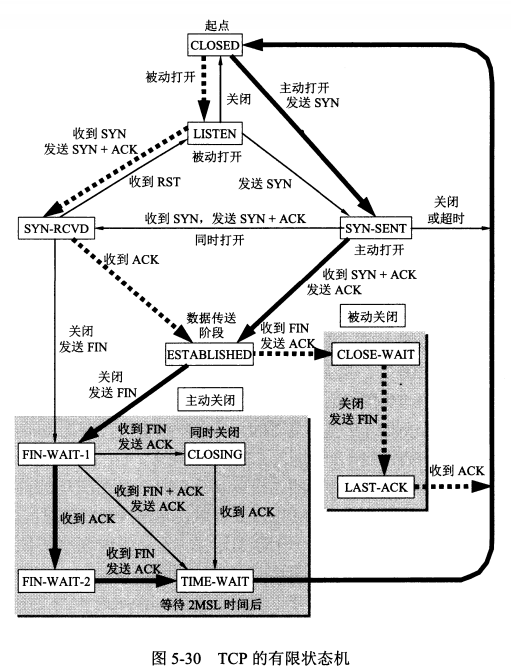 起点
CLOSED
被动打开
关闭
主动打开
发送 SYN
LISTEN
被动打开
收到 SYN
发送 SYN + ACK
收到 RST
发送 SYN
关闭
或超时
SYN-RCVD
收到 SYN，发送 SYN + ACK
同时打开
SYN-SENT
主动打开
收到 ACK
收到 SYN + ACK
发送 ACK
数据传送
阶段
ESTABLISHED
收到 FIN
发送 ACK
被动关闭
CLOSE-WAIT
关闭
发送 FIN
关闭
发送 FIN
关闭
发送 FIN
主动关闭
收到 FIN
发送 ACK
同时关闭
FIN-WAIT-1
CLOSING
LAST-ACK
收到 ACK
收到 ACK
收到 FIN + ACK
发送 ACK
收到 ACK
收到 FIN
发送 ACK
FIN-WAIT-2
TIME-WAIT
等待 2MSL 时间后
图 5-30 TCP 的有限状态机